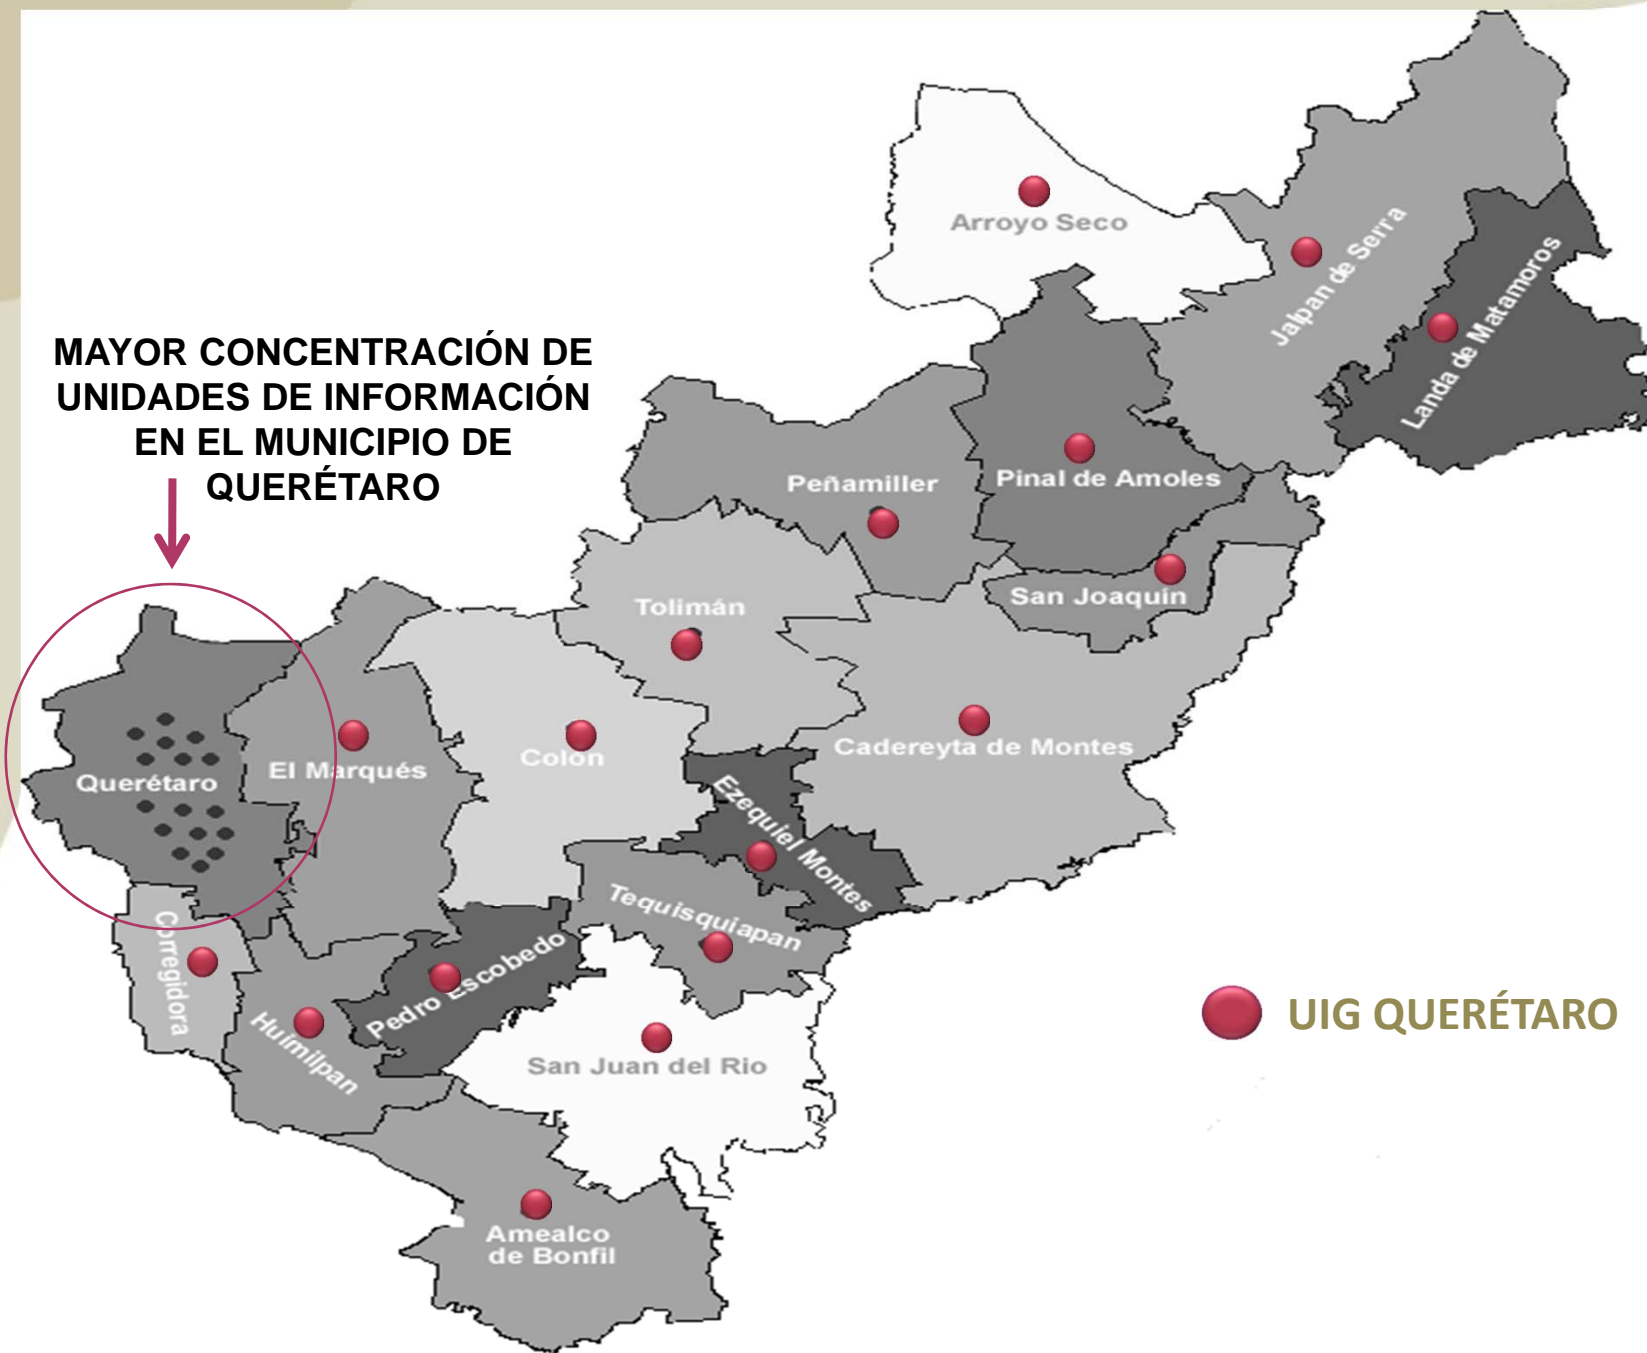 Arroyo Seco
Jalpan de Serra
Landa de Matamoros
MAYOR CONCENTRACIÓN DE
UNIDADES DE INFORMACIÓN
EN EL MUNICIPIO DE
QUERÉTARO
Peñamiller
Pinal de Amoles
San Joaquín
Tolimán
Cadereyta de Montes
Colón
El Marqués
Querétaro
Ezequiel Montes
Tequisquiapan
Corregidora
Pedro Escobedo
Huimilpan
San Juan del Rio
UIG QUERÉTARO
Amealco
de Bonfil